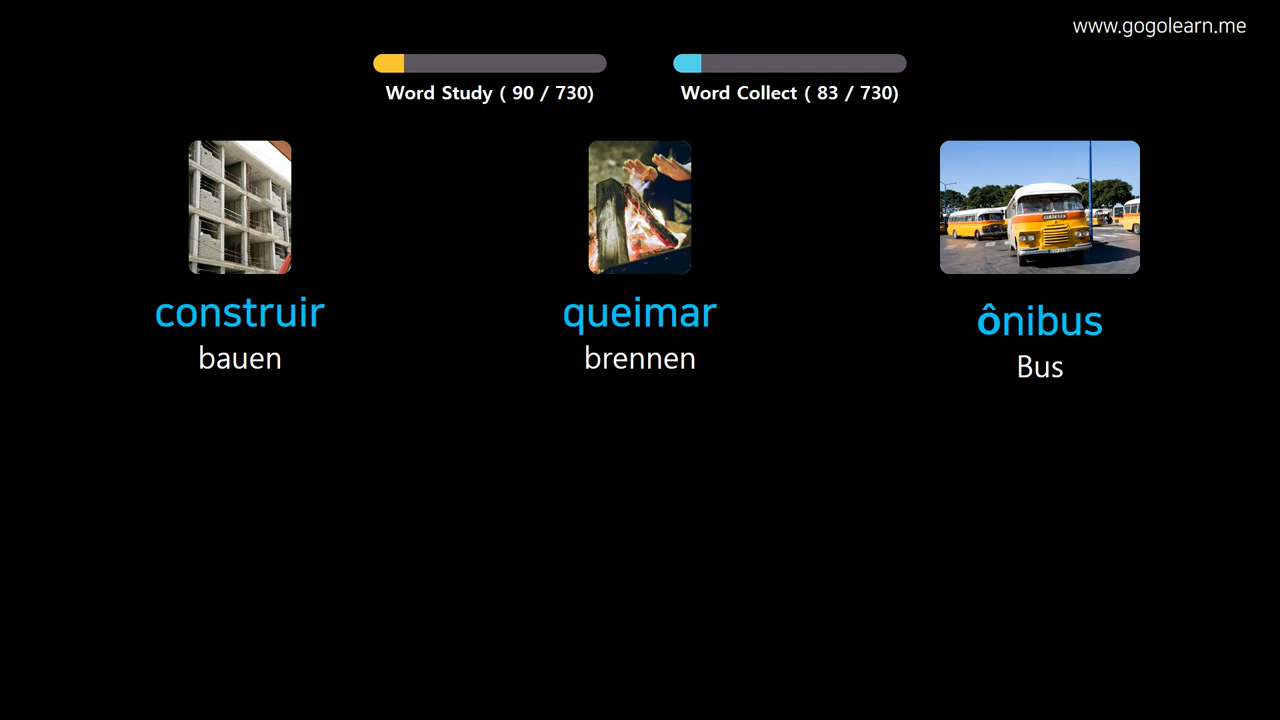 www.gogolearn.me
Word Study ( 90 / 730)
Word Collect ( 83 / 730)
construir
bauen
queimar
brennen
ônibus
Bus